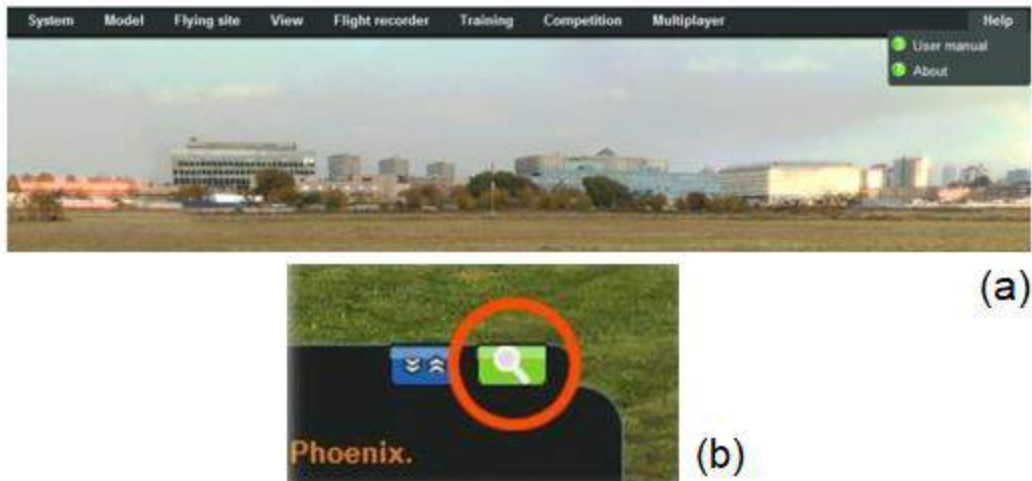 System Model Flying site View Flight recorder Training Competition Multiplayer Help
User manual
About
(a)
Phoenix.
(b)